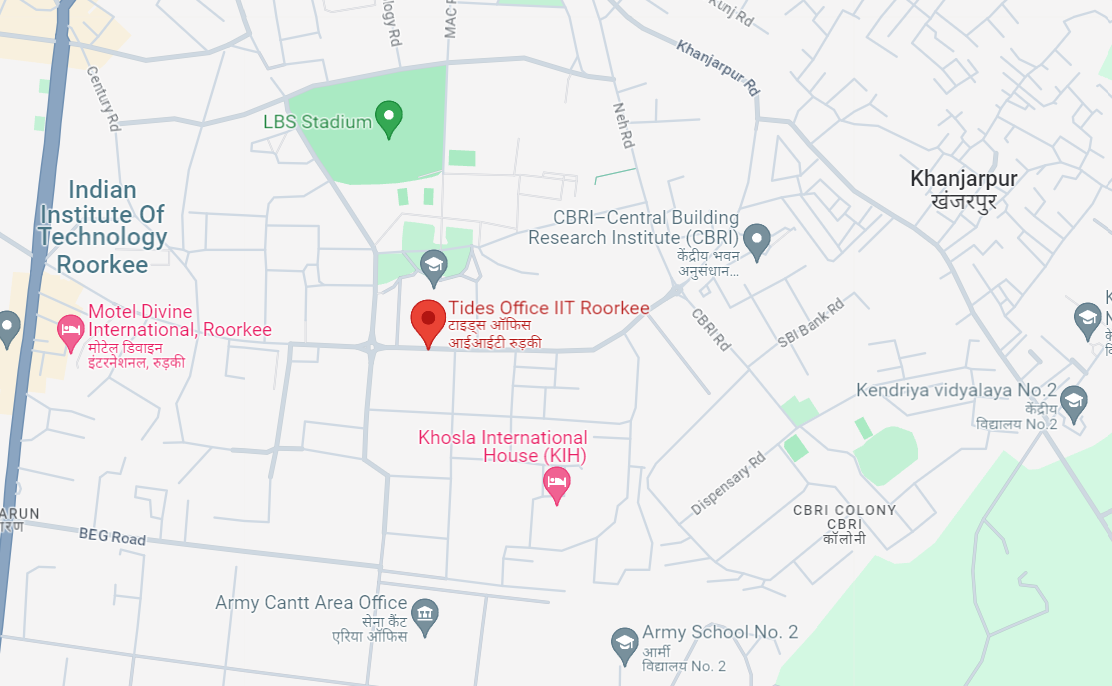 MAC R
Kunj Rd
Khanjarpur Rd
Century Rd
Neh Rd
LBS Stadium
Indian
Institute Of
Technology
Roorkee
Khanjarpur
खंजरपुर
CBRI–Central Building
Research Institute (CBRI)
केंद्रीय भवन
अनुसंधान...
Motel Divine
International, Roorkee
मोटेल डिवाइन
इंटरनेशनल, रुड़की
Tides Office IIT Roorkee
टाइड्स ऑफिस
आईआईटी रुड़की
CBRI Rd
SBI Bank Rd
Kendriya vidyalaya No.2
केंद्रीय
विद्यालय No.2
Khosla International
House (KIH)
Dispensary Rd
CBRI COLONY
CBRI
कॉलोनी
ARUN
BEG Road
Army Cantt Area Office
सेना कैंट
एरिया ऑफिस
Army School No. 2
आर्मी
विद्यालय No. 2